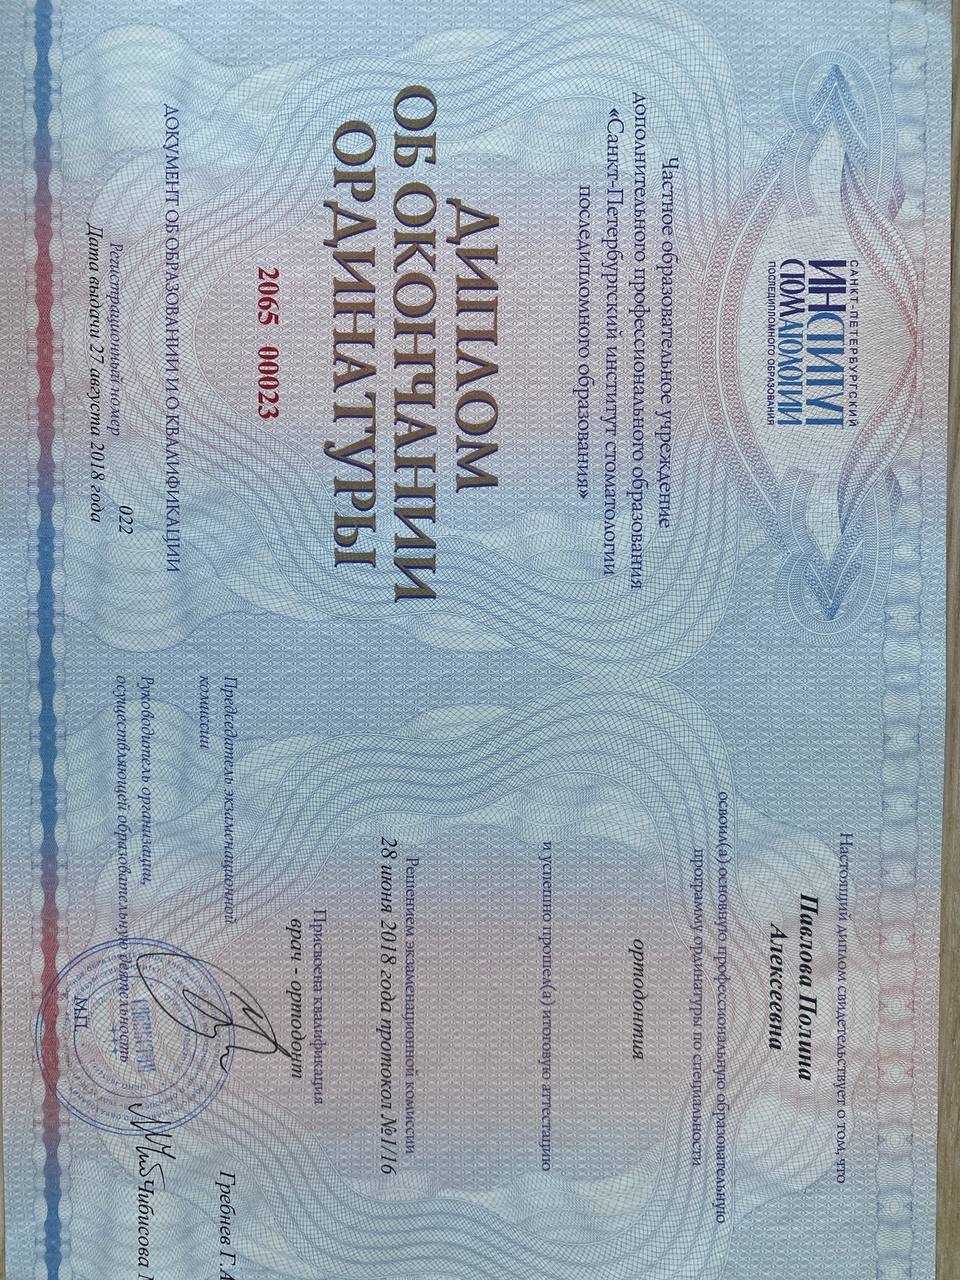 САНКТ-ПЕТЕРБУРГСКИЙ
ИНСТИТУТ
СТОМАТОЛОГИИ
ПОСЛЕДИПЛОМНОГО ОБРАЗОВАНИЯ
Частное образовательное учреждение
дополнительного профессионального образования
«Санкт-Петербургский институт стоматологии
последипломного образования»
ДИПЛОМ
ОБ ОКОНЧАНИИ
ОРДИНАТУРЫ
2065 00023
ДОКУМЕНТ ОБ ОБРАЗОВАНИИ И О КВАЛИФИКАЦИИ
Регистрационный номер 022
Дата выдачи 27 августа 2018 года
Настоящий диплом свидетельствует о том, что
Павлова Полина
Алексеевна
освоил(а) основную профессиональную образовательную
программу ординатуры по специальности
ортодонтия
и успешно прошел(а) итоговую аттестацию
Решением экзаменационной комиссии
28 июня 2018 года протокол №1/16
Присвоена квалификация
врач - ортодонт
Председатель экзаменационной
комиссии
Гребнев Г.А
Руководитель организации,
осуществляющей образовательную деятельность
Чибисова
М.П.